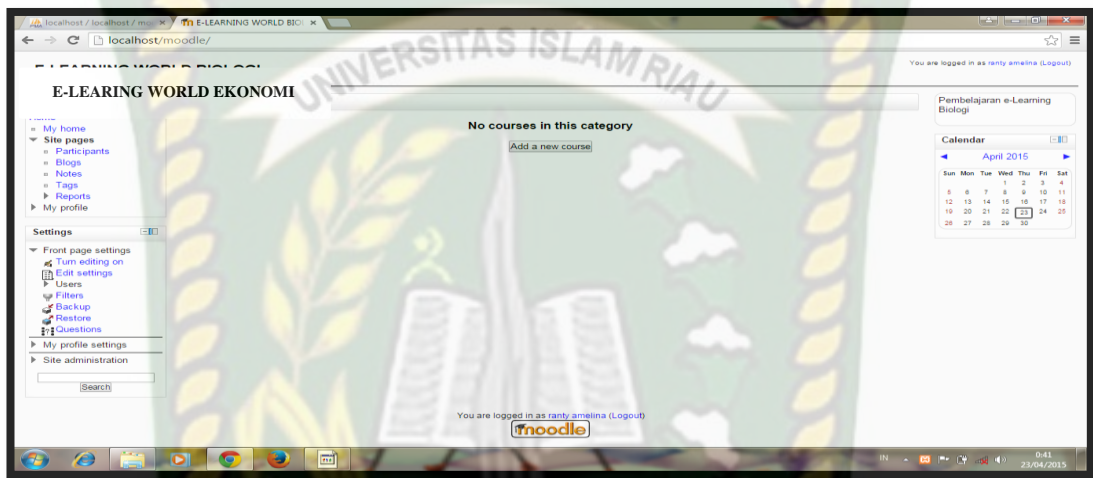 localhost / localhost / mo
E-LEARNING WORLD BIO
localhost/moodle/
UNIVERSITAS ISLAM RIAU
You are logged in as ranty amelina (Logout)
E-LEARING WORLD EKONOMI
My home
Site pages
Participants
Blogs
Notes
Tags
Reports
My profile
Settings
Front page settings
Turn editing on
Edit settings
Users
Filters
Backup
Restore
Questions
My profile settings
Site administration
Search
No courses in this category
Add a new course
Pembelajaran e-Learning
Biologi
Calendar
April 2015
Sun Mon Tue Wed Thu Fri Sat
1 2 3 4
5 6 7 8 9 10 11
12 13 14 15 16 17 18
19 20 21 22 23 24 25
26 27 28 29 30
You are logged in as ranty amelina (Logout)
moodle
IN
0:41
23/04/2015